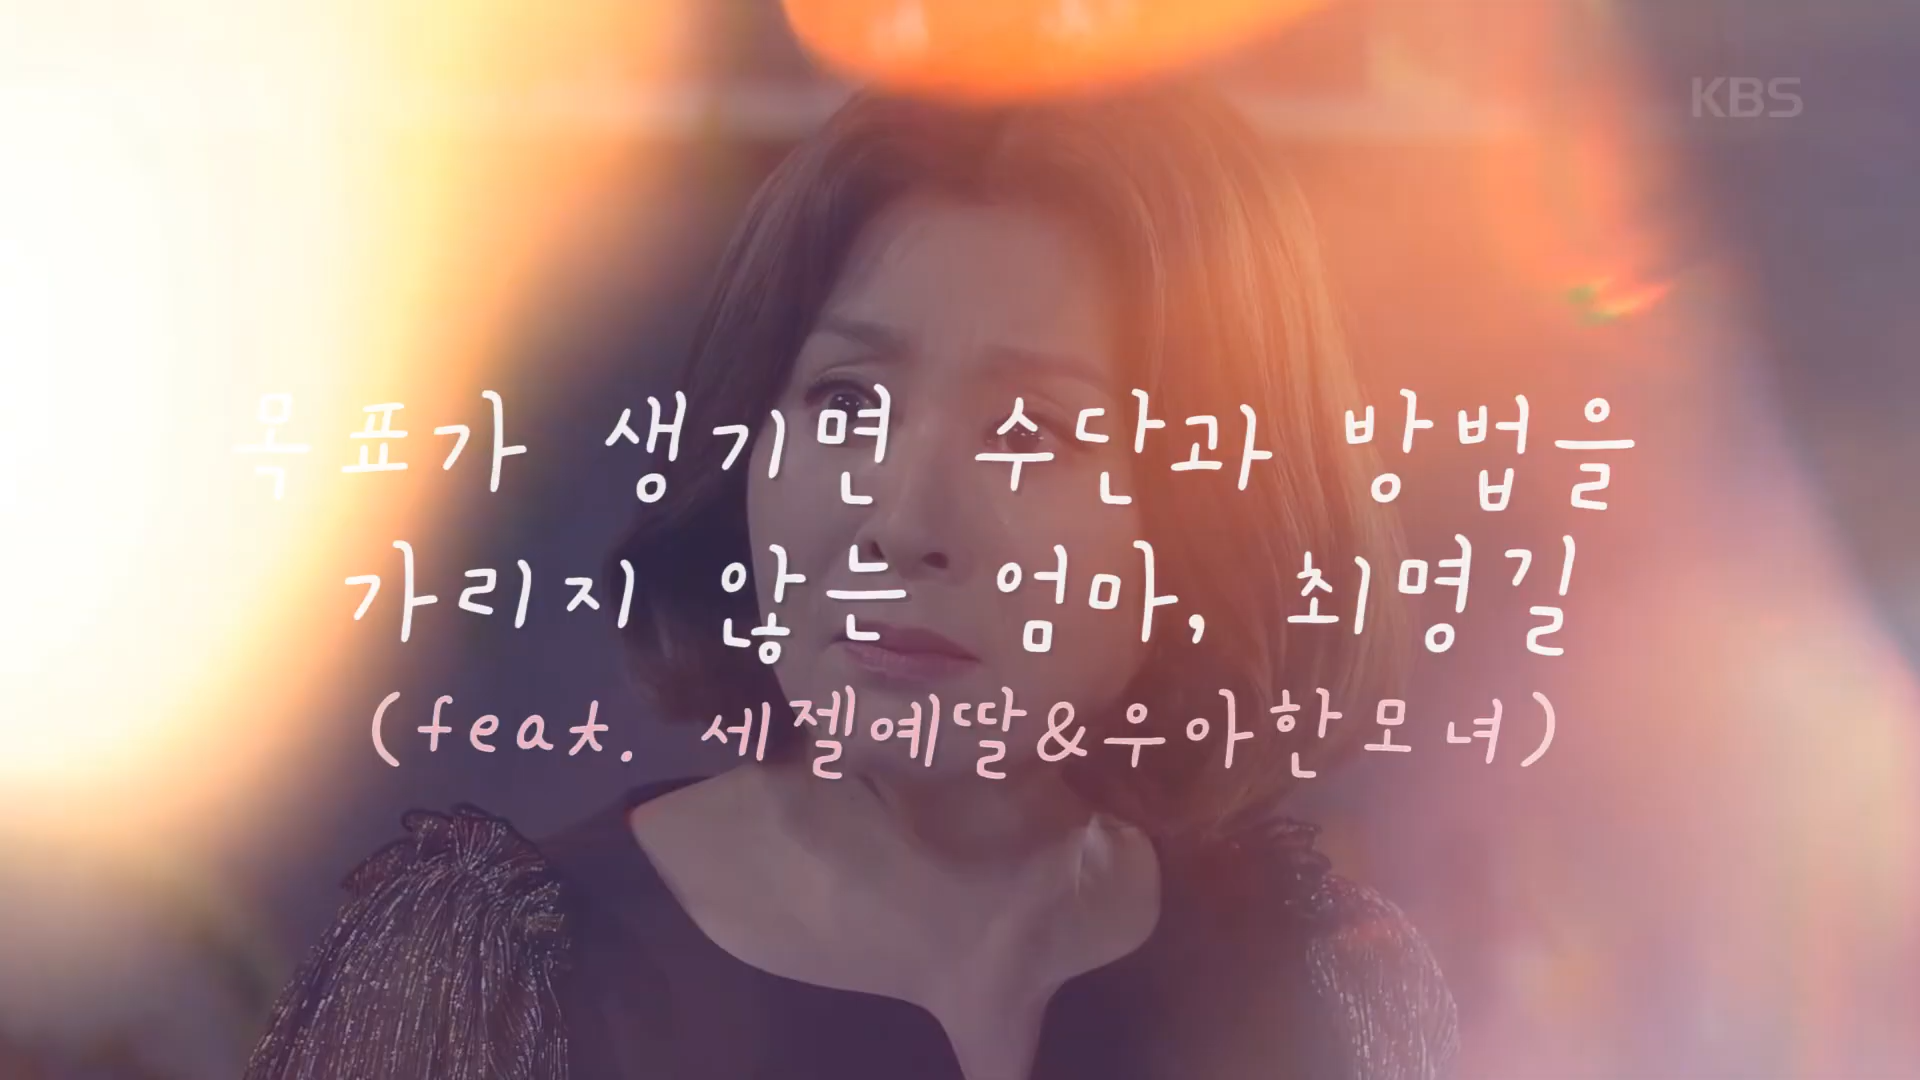 KBS
목표가 생기면 수단과 방법을
가리지 않는 엄마, 최명길
(feat. 세젤예딸&우아한모녀)